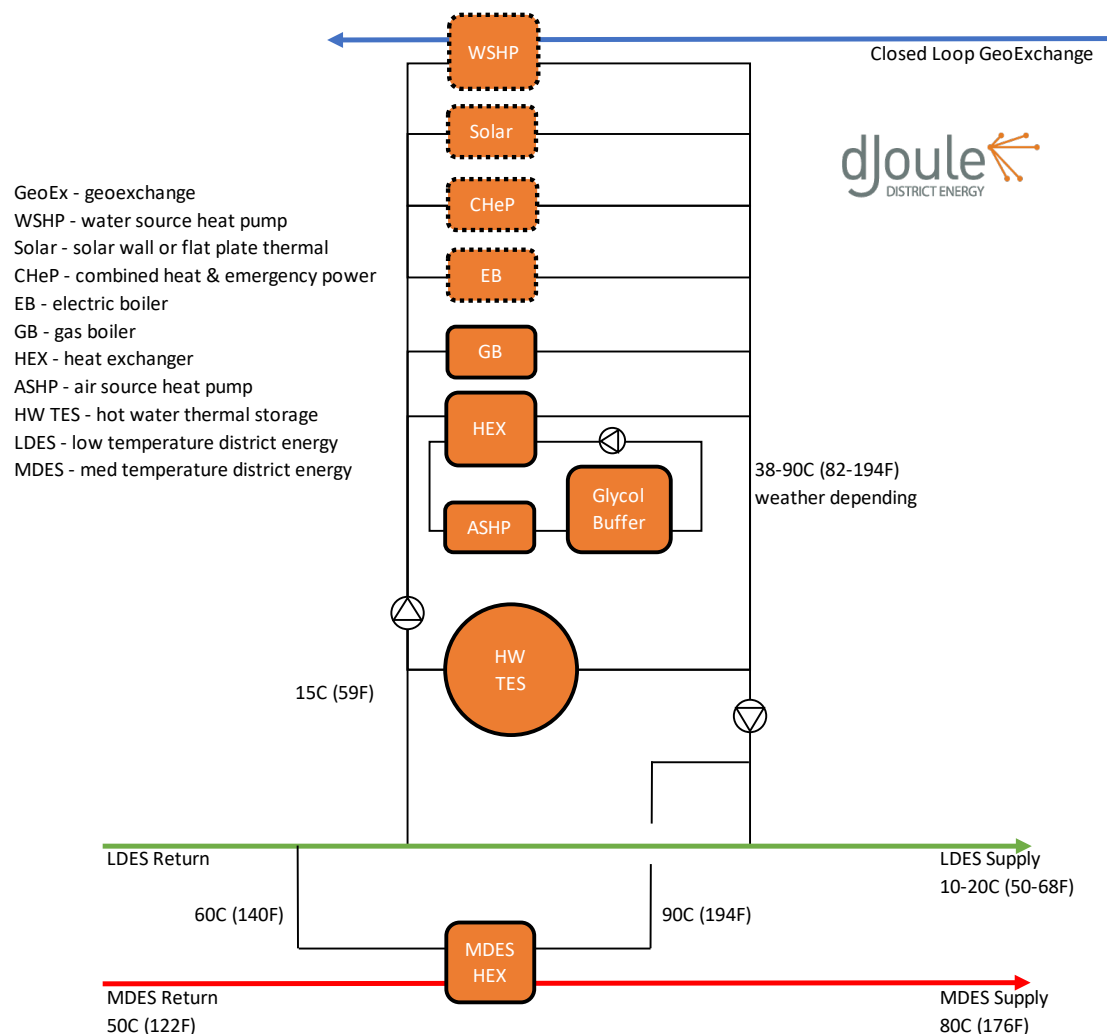 WSHP
Closed Loop GeoExchange
Solar
dJoule
DISTRICT ENERGY
GeoEx - geoexchange
WSHP - water source heat pump
Solar - solar wall or flat plate thermal
CHeP - combined heat & emergency power
EB - electric boiler
GB - gas boiler
HEX - heat exchanger
ASHP - air source heat pump
HW TES - hot water thermal storage
LDES - low temperature district energy
MDES - med temperature district energy
CHeP
EB
GB
HEX
Glycol
Buffer
ASHP
38-90C (82-194F)
weather depending
HW
TES
15C (59F)
LDES Return
LDES Supply
10-20C (50-68F)
60C (140F)
90C (194F)
MDES
HEX
MDES Return
50C (122F)
MDES Supply
80C (176F)